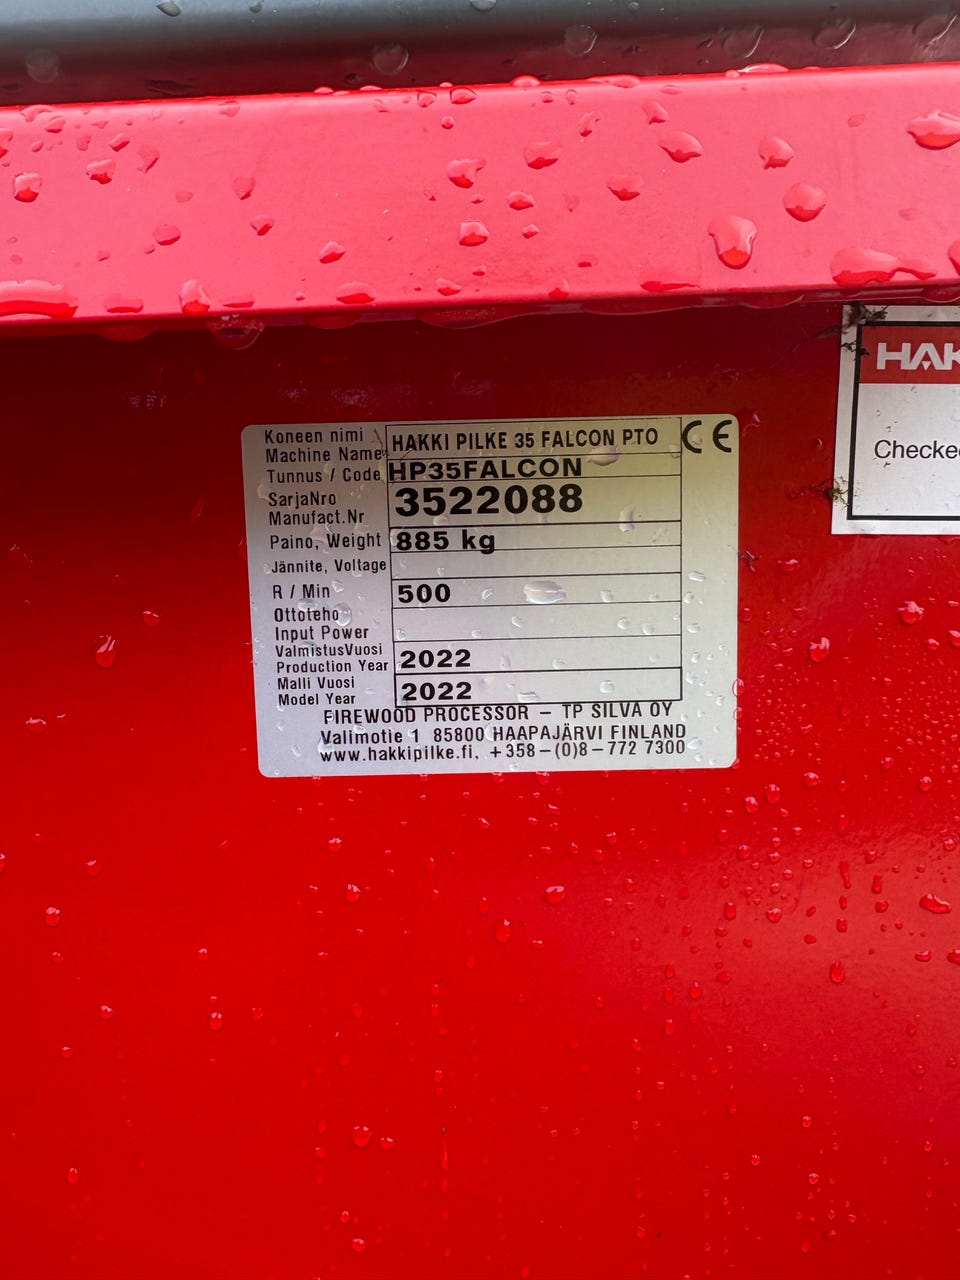 Koneen nimi
Machine Name
HAKKI PILKE 35 FALCON PTO
CE
Tunnus / Code
HP35FALCON
SarjaNro
Manufact.Nr
3522088
Paino, Weight
885 kg
Jännite, Voltage
R / Min
500
Ottoteho
Input Power
ValmistusVuosi
Production Year
2022
Malli Vuosi
Model Year
2022
FIREWOOD PROCESSOR – TP SILVA OY
Valimotie 1 85800 HAAPAJÄRVI FINLAND
www.hakkipilke.fi, +358–(0)8–772 7300
HAK
Checke